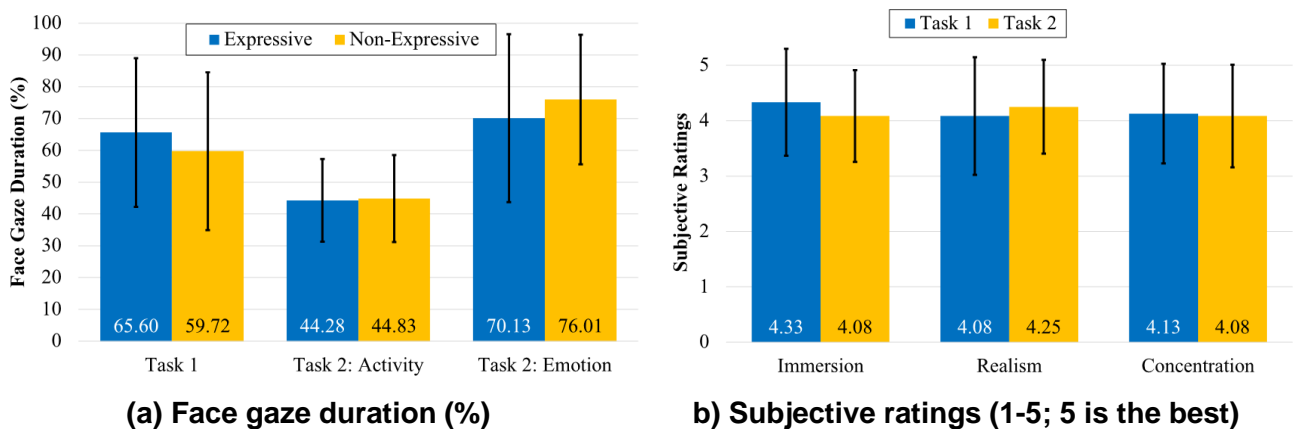 Expressive Non-Expressive
Face Gaze Duration (%)
100
90
80
70
60
50
40
30
20
10
0
65.60 59.72 44.28 44.83 70.13 76.01
Task 1 Task 2: Activity Task 2: Emotion
(a) Face gaze duration (%)
Task 1 Task 2
Subjective Ratings
5
4
3
2
1
0
4.33 4.08 4.08 4.25 4.13 4.08
Immersion Realism Concentration
b) Subjective ratings (1-5; 5 is the best)